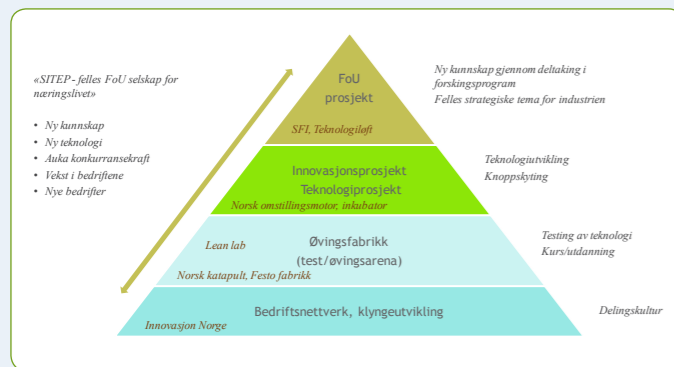 «SITEP - felles FoU selskap for
næringslivet»
• Ny kunnskap
• Ny teknologi
• Auka konkurransekraft
• Vekst i bedriftene
• Nye bedrifter
FoU
prosjekt
SFI, Teknologiløft
Ny kunnskap gjennom deltaking i
forskingsprogram
Felles strategiske tema for industrien
Innovasjonsprosjekt
Teknologiprosjekt
Norsk omstillingsmotor, inkubator
Teknologiutvikling
Knoppskyting
Lean lab
Øvingsfabrikk
(test/øvingsarena)
Norsk katapult, Festo fabrikk
Testing av teknologi
Kurs/utdanning
Bedriftsnettverk, klyngeutvikling
Innovasjon Norge
Delingskultur